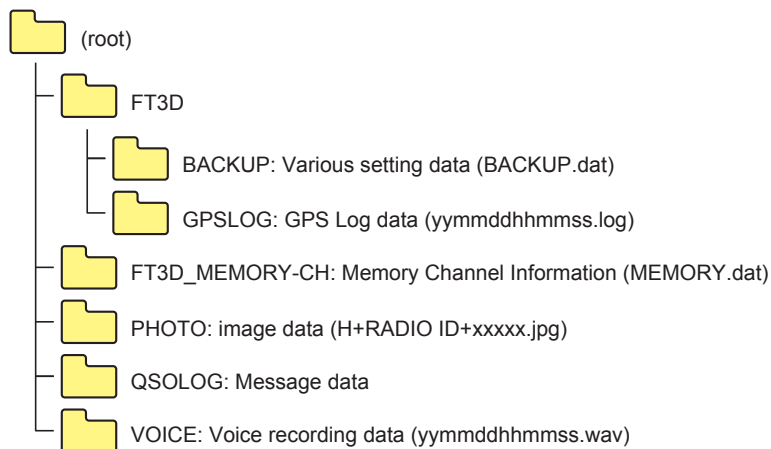 (root)
FT3D
BACKUP: Various setting data (BACKUP.dat)
GPSLOG: GPS Log data (yymmddhhmmss.log)
FT3D_MEMORY-CH: Memory Channel Information (MEMORY.dat)
PHOTO: image data (H+RADIO ID+xxxxx.jpg)
QSOLOG: Message data
VOICE: Voice recording data (yymmddhhmmss.wav)